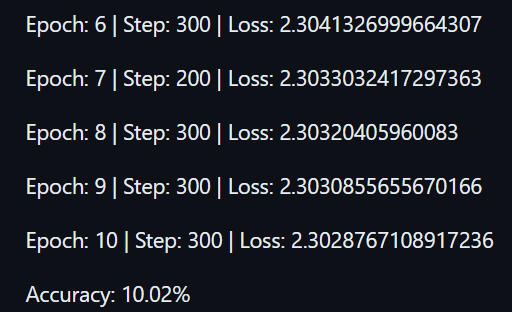 Epoch: 6 | Step: 300 | Loss: 2.3041326999664307
Epoch: 7 | Step: 200 | Loss: 2.3033032417297363
Epoch: 8 | Step: 300 | Loss: 2.30320405960083
Epoch: 9 | Step: 300 | Loss: 2.3030855655670166
Epoch: 10 | Step: 300 | Loss: 2.3028767108917236
Accuracy: 10.02%